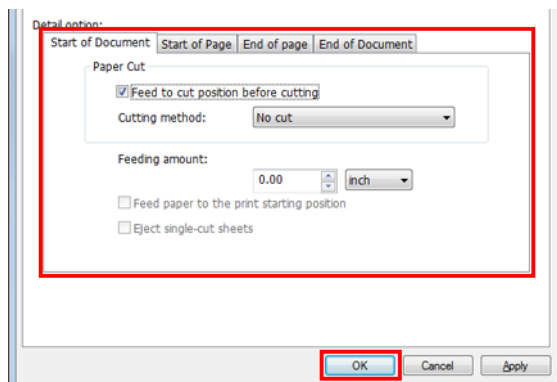 Detail option:
Start of Document Start of Page End of page End of Document
Paper Cut
Feed to cut position before cutting
Cutting method: No cut
Feeding amount:
0.00 inch
Feed paper to the print starting position
Eject single-cut sheets
OK Cancel Apply